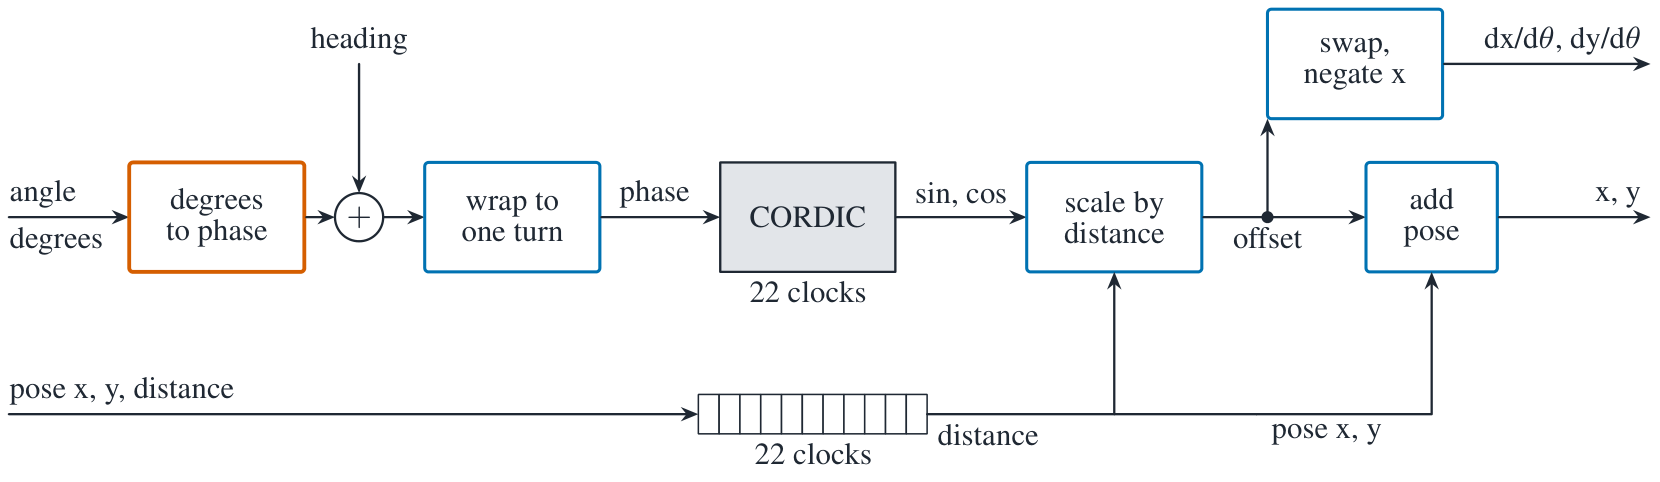 heading
swap,
negate x
dx/dθ, dy/dθ
angle
degrees
degrees
to phase
+
wrap to
one turn
phase
CORDIC
22 clocks
sin, cos
scale by
distance
offset
add
pose
x, y
pose x, y, distance
22 clocks
distance
pose x, y